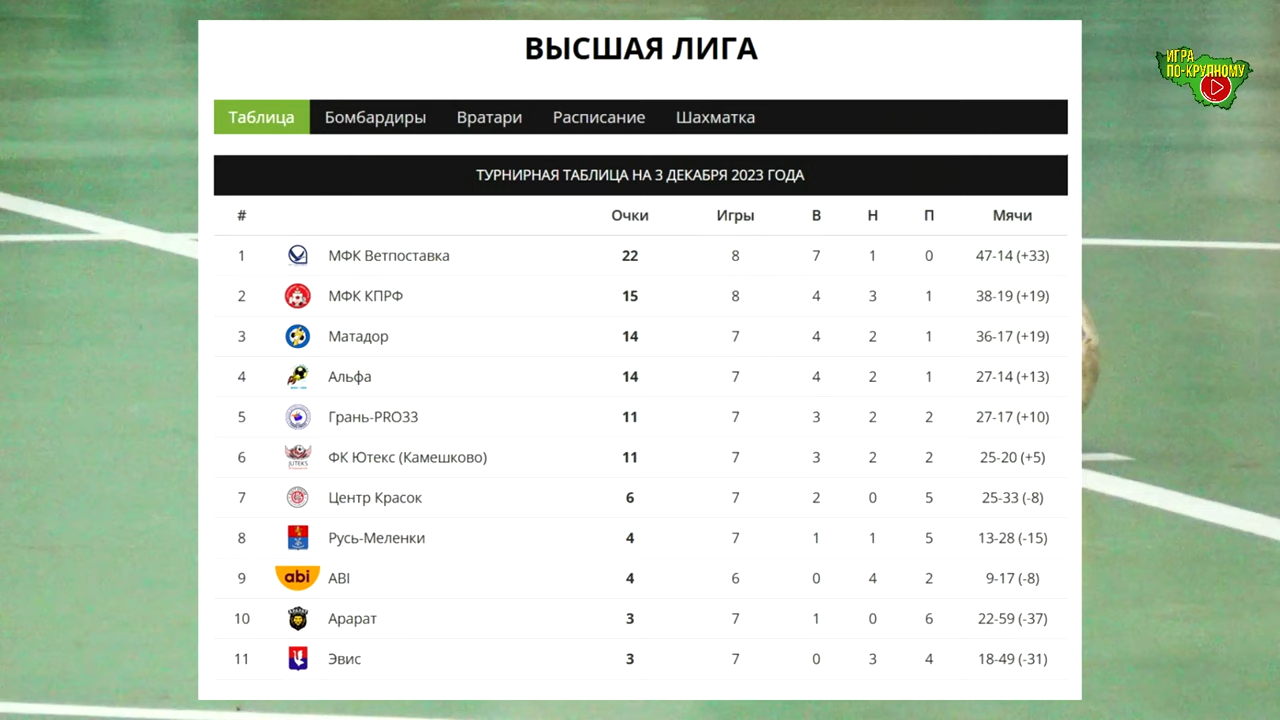 ВЫСШАЯ ЛИГА
ИГРА
ПО-КРУПНОМУ
Таблица Бомбардиры Вратари Расписание Шахматка
ТУРНИРНАЯ ТАБЛИЦА НА 3 ДЕКАБРЯ 2023 ГОДА
# Очки Игры В Н П Мячи
1 МФК Ветпоставка 22 8 7 1 0 47-14 (+33)
2 МФК КПРФ 15 8 4 3 1 38-19 (+19)
3 Матадор 14 7 4 2 1 36-17 (+19)
4 Альфа 14 7 4 2 1 27-14 (+13)
5 Грань-PRO33 11 7 3 2 2 27-17 (+10)
6 JUTEKS ФК Ютекс (Камешково) 11 7 3 2 2 25-20 (+5)
7 Центр Красок 6 7 2 0 5 25-33 (-8)
8 Русь-Меленки 4 7 1 1 5 13-28 (-15)
9 abi ABI 4 6 0 4 2 9-17 (-8)
10 Арарат 3 7 1 0 6 22-59 (-37)
11 Эвис 3 7 0 3 4 18-49 (-31)